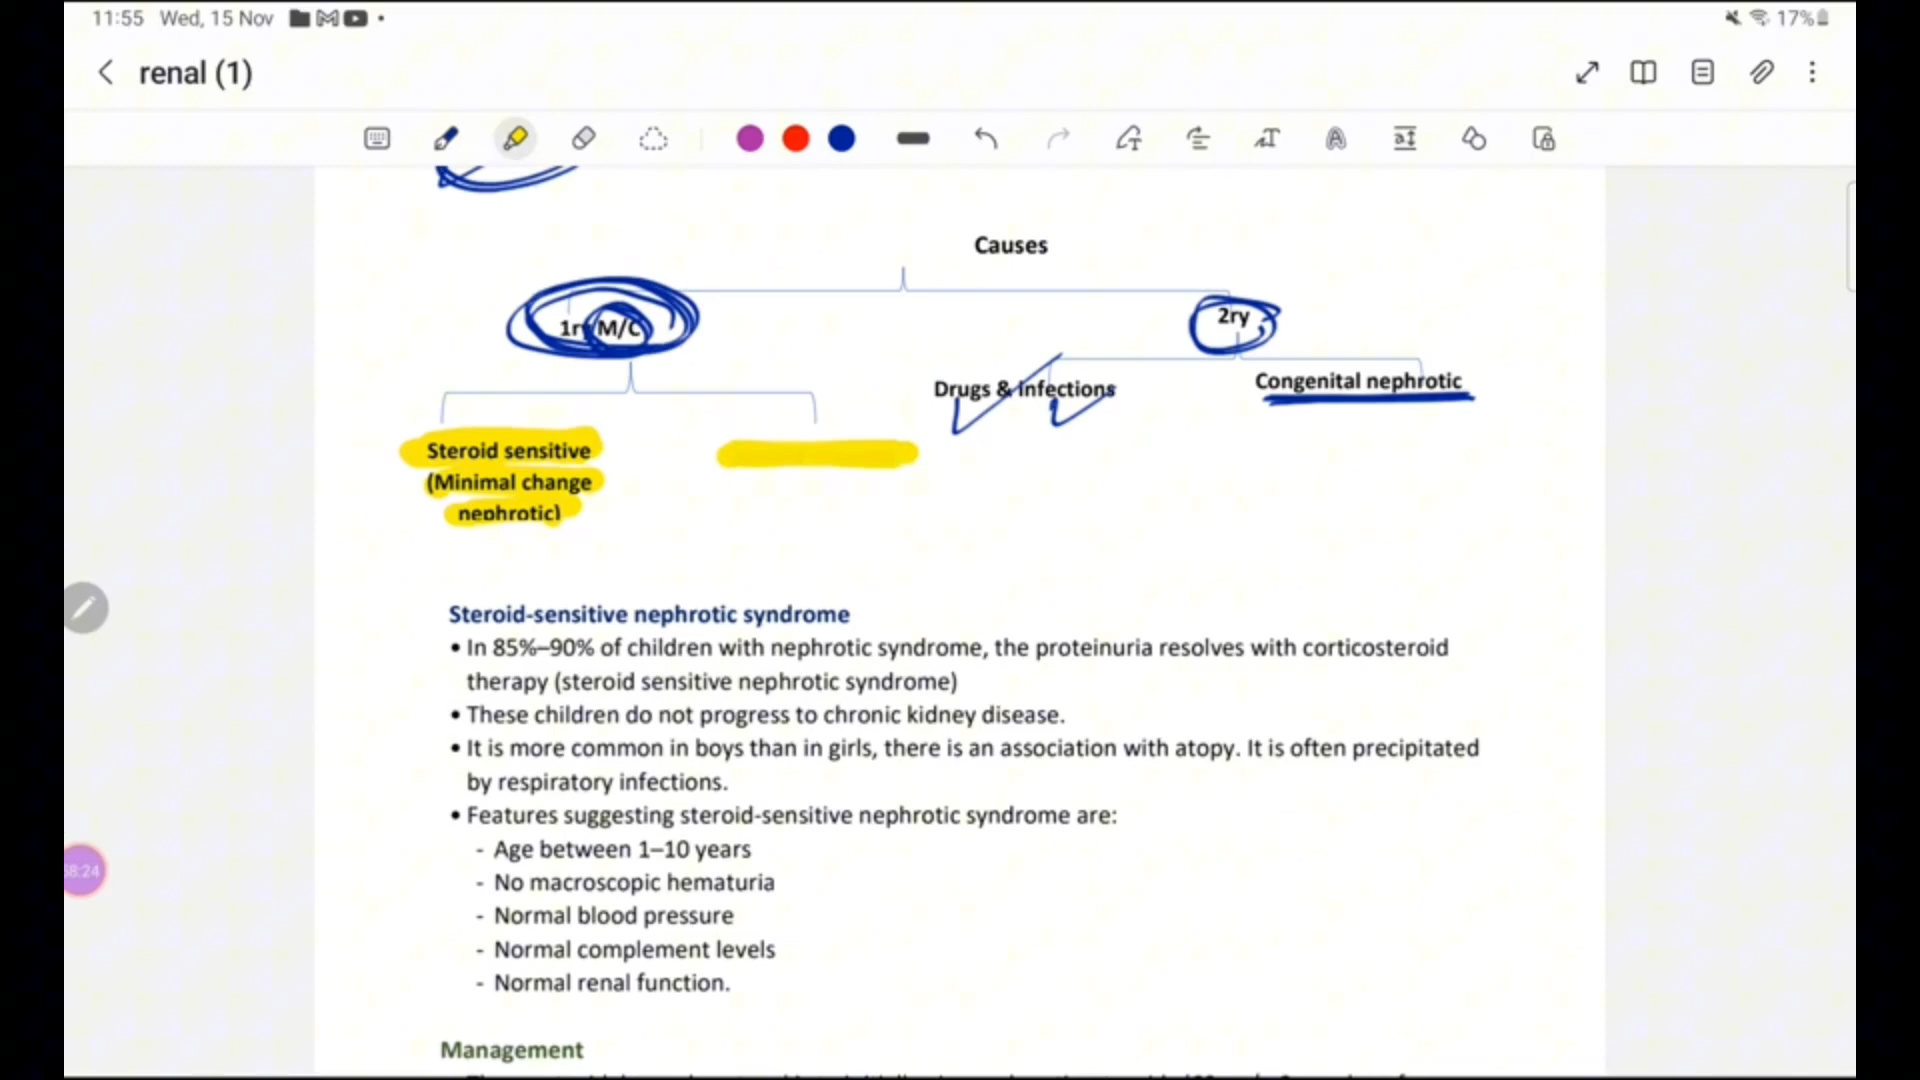 11:55 Wed, 15 Nov
17%
renal (1)
Causes
1ry M/C
2ry
Drugs & Infections
Congenital nephrotic
Steroid sensitive
(Minimal change
nephrotic)
Steroid-sensitive nephrotic syndrome
• In 85%–90% of children with nephrotic syndrome, the proteinuria resolves with corticosteroid
therapy (steroid sensitive nephrotic syndrome)
• These children do not progress to chronic kidney disease.
• It is more common in boys than in girls, there is an association with atopy. It is often precipitated
by respiratory infections.
• Features suggesting steroid-sensitive nephrotic syndrome are:
- Age between 1–10 years
- No macroscopic hematuria
- Normal blood pressure
- Normal complement levels
- Normal renal function.
Management